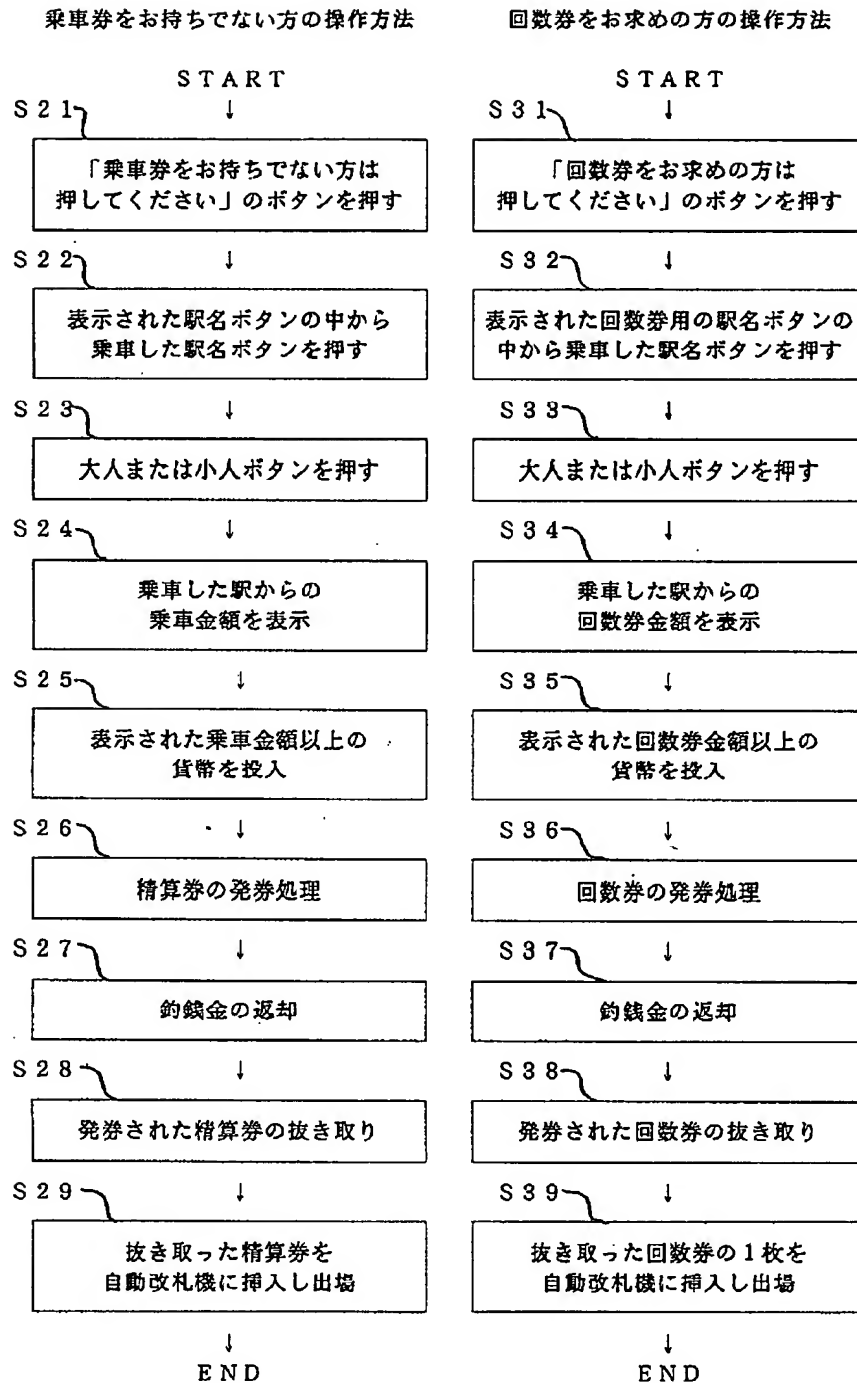 乗車券をお持ちでない方の操作方法
START
↓
S21
「乗車券をお持ちでない方は
押してください」のボタンを押す
S22
↓
表示された駅名ボタンの中から
乗車した駅名ボタンを押す
S23
↓
大人または小人ボタンを押す
S24
↓
乗車した駅からの
乗車金額を表示
S25
↓
表示された乗車金額以上の
貨幣を投入
S26
↓
精算券の発券処理
S27
↓
釣銭金の返却
S28
↓
発券された精算券の抜き取り
S29
↓
抜き取った精算券を
自動改札機に挿入し出場
↓
END
回数券をお求めの方の操作方法
START
↓
S31
「回数券をお求めの方は
押してください」のボタンを押す
S32
↓
表示された回数券用の駅名ボタンの
中から乗車した駅名ボタンを押す
S33
↓
大人または小人ボタンを押す
S34
↓
乗車した駅からの
回数券金額を表示
S35
↓
表示された回数券金額以上の
貨幣を投入
S36
↓
回数券の発券処理
S37
↓
釣銭金の返却
S38
↓
発券された回数券の抜き取り
S39
↓
抜き取った回数券の1枚を
自動改札機に挿入し出場
↓
END